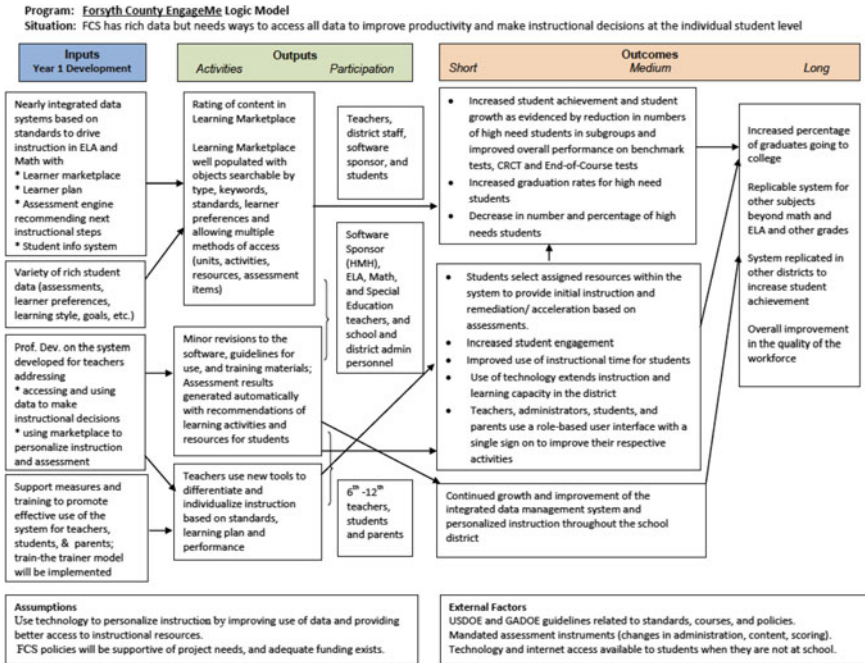 Program: Forsyth County EngageMe Logic Model
Situation: FCS has rich data but needs ways to access all data to improve productivity and make instructional decisions at the individual student level
Inputs
Year 1 Development
Outputs
Activities Participation
Outcomes
Short Medium Long
Nearly integrated data
systems based on
standards to drive
instruction in ELA and
Math with
* Learner marketplace
* Learner plan
* Assessment engine
recommending next
instructional steps
* Student info system
Variety of rich student
data (assessments,
learner preferences,
learning style, goals, etc.)
Prof. Dev. on the system
developed for teachers
addressing
* accessing and using
data to make
instructional decisions
* using marketplace to
personalize instruction
and assessment
Support measures and
training to promote
effective use of the
system for teachers,
students, & parents;
train-the trainer model
will be implemented
Rating of content in
Learning Marketplace
Learning Marketplace
well populated with
objects searchable by
type, keywords,
standards, learner
preferences and
allowing multiple
methods of access
(units, activities,
resources, assessment
items)
Minor revisions to the
software, guidelines for
use, and training materials;
Assessment results
generated automatically
with recommendations of
learning activities and
resources for students
Teachers use new tools to
differentiate and
individualize instruction
based on standards,
learning plan and
performance
Teachers,
district staff,
software
sponsor, and
students
Software
Sponsor
(HMH),
ELA, Math,
and Special
Education
teachers, and
school and
district admin
personnel
6th -12th
teachers,
students
and parents
• Increased student achievement and student
growth as evidenced by reduction in numbers
of high need students in subgroups and
improved overall performance on benchmark
tests, CRCT and End-of-Course tests
• Increased graduation rates for high need
students
• Decrease in number and percentage of high
needs students
• Students select assigned resources within the
system to provide initial instruction and
remediation/ acceleration based on
assessments.
• Increased student engagement
• Improved use of instructional time for students
• Use of technology extends instruction and
learning capacity in the district
• Teachers, administrators, students, and
parents use a role-based user interface with a
single sign on to improve their respective
activities
Continued growth and improvement of the
integrated data management system and
personalized instruction throughout the school
district
Increased percentage
of graduates going to
college
Replicable system for
other subjects
beyond math and
ELA and other grades
System replicated in
other districts to
increase student
achievement
Overall improvement
in the quality of the
workforce
Assumptions
Use technology to personalize instruction by improving use of data and providing
better access to instructional resources.
FCS policies will be supportive of project needs, and adequate funding exists.
External Factors
USDOE and GADOE guidelines related to standards, courses, and policies.
Mandated assessment instruments (changes in administration, content, scoring).
Technology and internet access available to students when they are not at school.